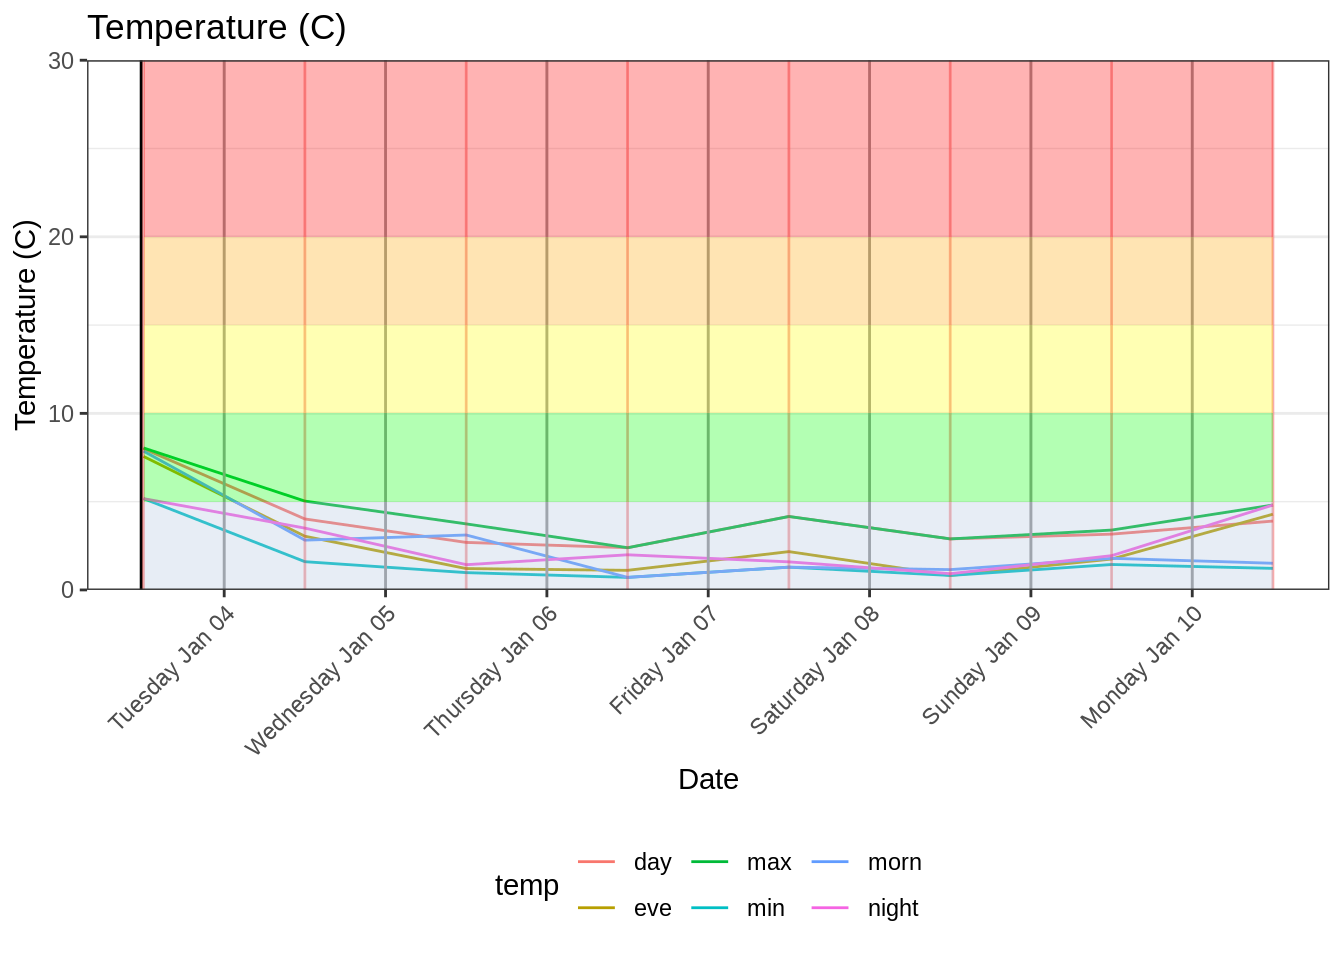 Temperature (C)
Temperature (C)
30
20
10
0
Tuesday Jan 04
Wednesday Jan 05
Thursday Jan 06
Friday Jan 07
Saturday Jan 08
Sunday Jan 09
Monday Jan 10
Date
temp
day
max
morn
eve
min
night